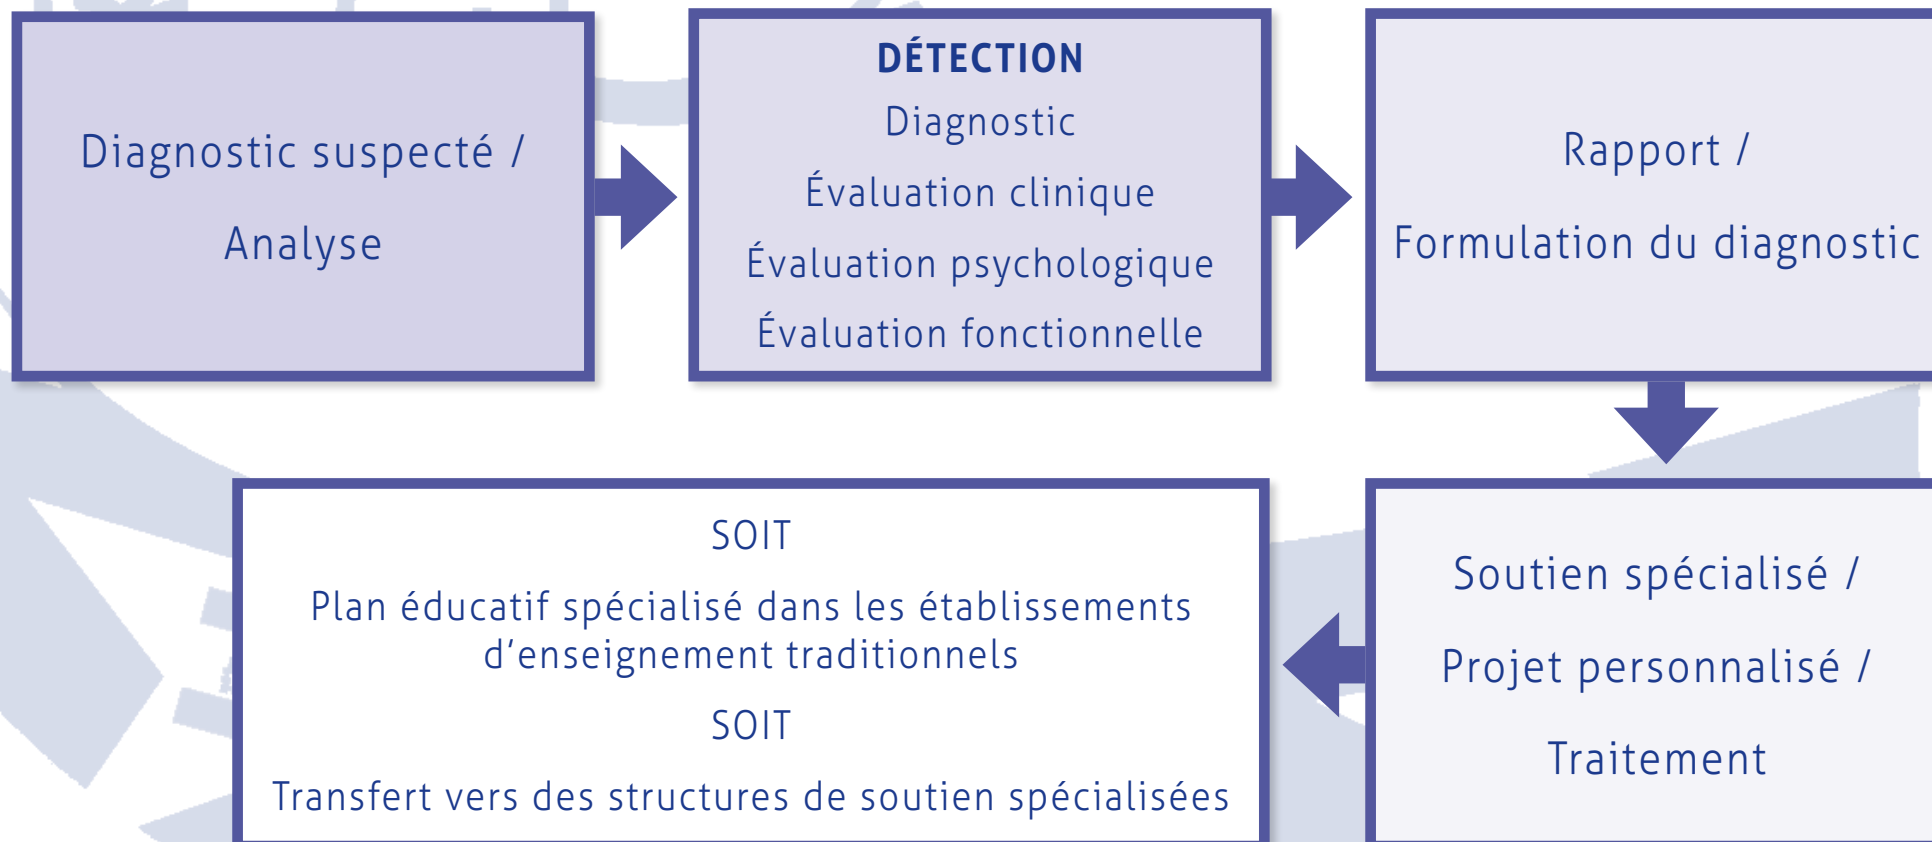 Diagnostic suspecté /
Analyse
DÉTECTION
Diagnostic
Évaluation clinique
Évaluation psychologique
Évaluation fonctionnelle
Rapport /
Formulation du diagnostic
Soutien spécialisé /
Projet personnalisé /
Traitement
SOIT
Plan éducatif spécialisé dans les établissements
d’enseignement traditionnels
SOIT
Transfert vers des structures de soutien spécialisées